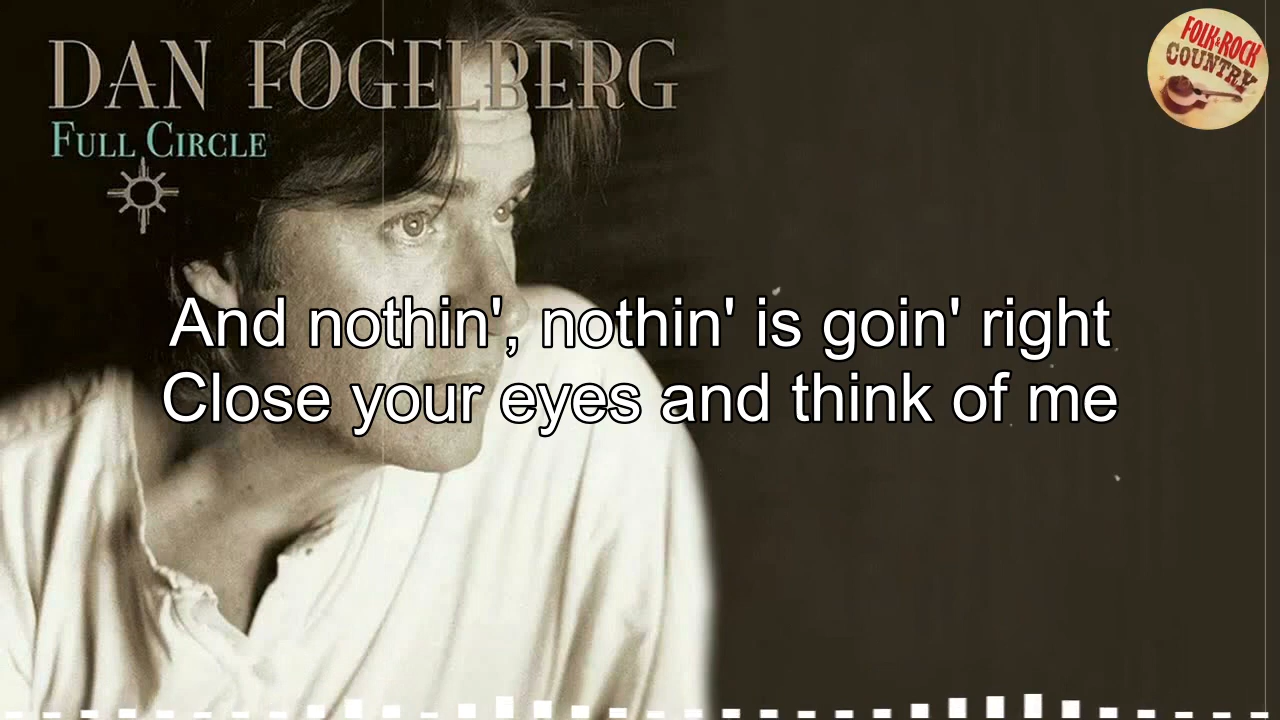 DAN FOGELBERG
FULL CIRCLE
FOLK & ROCK
COUNTRY
And nothin', nothin' is goin' right
Close your eyes and think of me